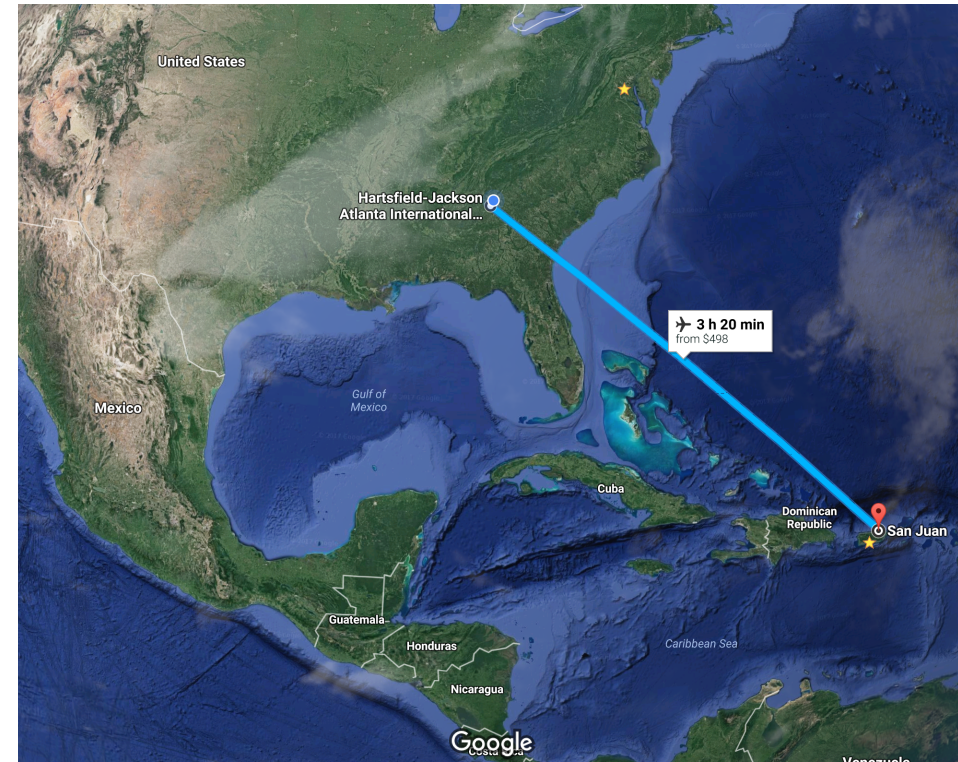 United States
Hartsfield-Jackson
Atlanta International...
3 h 20 min
from $498
Gulf of
Mexico
Mexico
Cuba
Dominican
Republic
San Juan
Guatemala
Honduras
Caribbean Sea
Nicaragua
Google